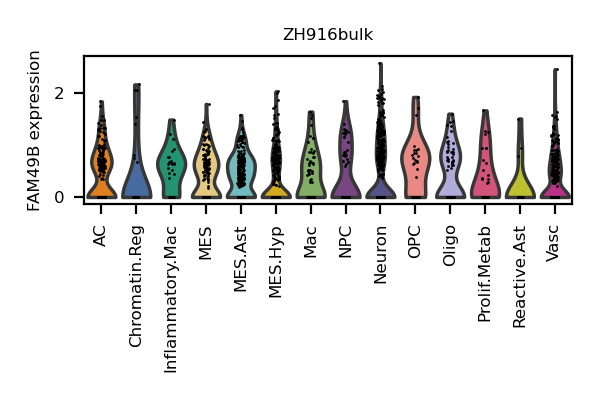 ZH916bulk
FAM49B expression
2
0
AC
Chromatin.Reg
Inflammatory.Mac
MES
MES.Ast
MES.Hyp
Mac
NPC
Neuron
OPC
Oligo
Prolif.Metab
Reactive.Ast
Vasc